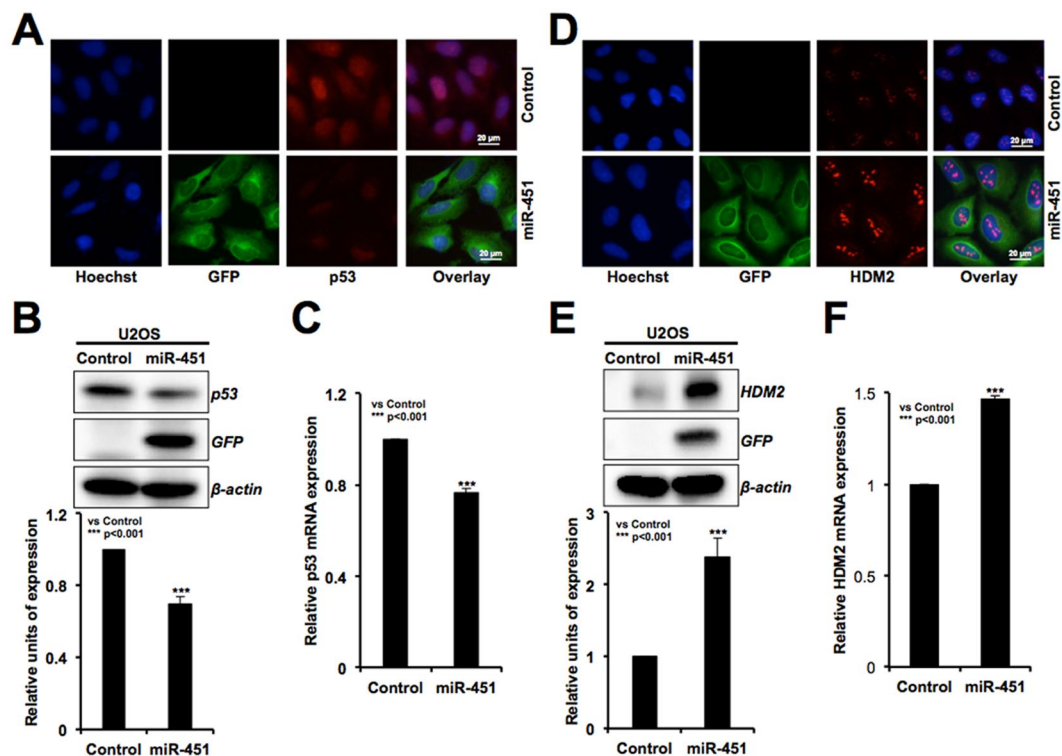 A
Control
20 μm
miR-451
20 μm
Hoechst GFP p53 Overlay
D
Control
20 μm
miR-451
20 μm
Hoechst GFP HDM2 Overlay
B
U2OS
Control miR-451
p53
GFP
β-actin
Relative units of expression
1.2
0.8
0.4
0
vs Control
*** p<0.001
***
Control miR-451
C
Relative p53 mRNA expression
1.2
0.8
0.4
0
vs Control
*** p<0.001
***
Control miR-451
E
U2OS
Control miR-451
HDM2
GFP
β-actin
Relative units of expression
3
2
1
0
vs Control
*** p<0.001
***
Control miR-451
F
Relative HDM2 mRNA expression
1.5
1
0.5
0
vs Control
*** p<0.001
***
Control miR-451